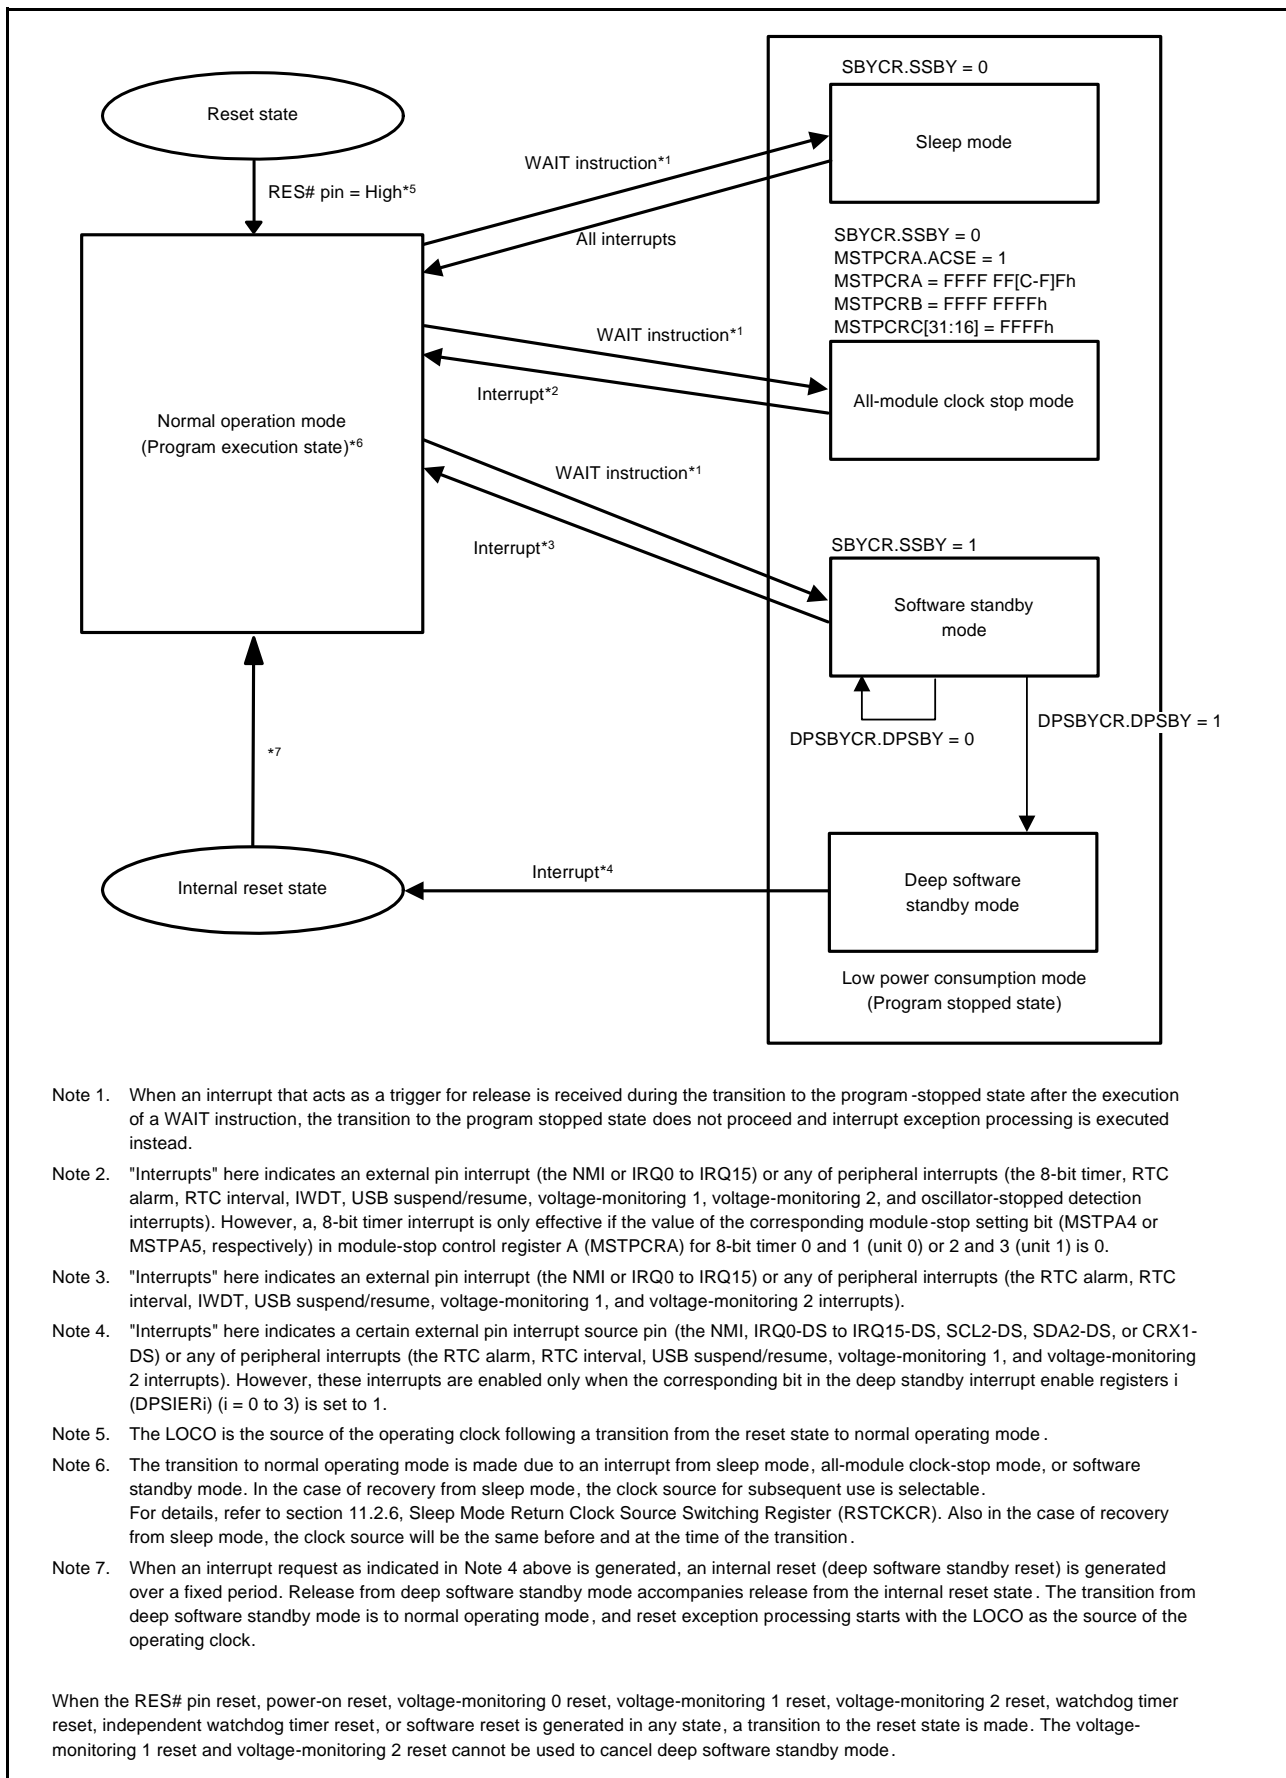 SBYCR.SSBY = 0
Reset state
Sleep mode
WAIT instruction*1
RES# pin = High*5
All interrupts
SBYCR.SSBY = 0
MSTPCRA.ACSE = 1
MSTPCRA = FFFF FF[C-F]Fh
MSTPCRB = FFFF FFFFh
MSTPCRC[31:16] = FFFFh
WAIT instruction*1
Interrupt*2
All-module clock stop mode
Normal operation mode
(Program execution state)*6
WAIT instruction*1
Interrupt*3
SBYCR.SSBY = 1
Software standby
mode
DPSBYCR.DPSBY = 1
DPSBYCR.DPSBY = 0
*7
Interrupt*4
Internal reset state
Deep software
standby mode
Low power consumption mode
(Program stopped state)
Note 1. When an interrupt that acts as a trigger for release is received during the transition to the program-stopped state after the execution
of a WAIT instruction, the transition to the program stopped state does not proceed and interrupt exception processing is executed
instead.
Note 2. "Interrupts" here indicates an external pin interrupt (the NMI or IRQ0 to IRQ15) or any of peripheral interrupts (the 8-bit timer, RTC
alarm, RTC interval, IWDT, USB suspend/resume, voltage-monitoring 1, voltage-monitoring 2, and oscillator-stopped detection
interrupts). However, a, 8-bit timer interrupt is only effective if the value of the corresponding module-stop setting bit (MSTPA4 or
MSTPA5, respectively) in module-stop control register A (MSTPCRA) for 8-bit timer 0 and 1 (unit 0) or 2 and 3 (unit 1) is 0.
Note 3. "Interrupts" here indicates an external pin interrupt (the NMI or IRQ0 to IRQ15) or any of peripheral interrupts (the RTC alarm, RTC
interval, IWDT, USB suspend/resume, voltage-monitoring 1, and voltage-monitoring 2 interrupts).
Note 4. "Interrupts" here indicates a certain external pin interrupt source pin (the NMI, IRQ0-DS to IRQ15-DS, SCL2-DS, SDA2-DS, or CRX1-
DS) or any of peripheral interrupts (the RTC alarm, RTC interval, USB suspend/resume, voltage-monitoring 1, and voltage-monitoring
2 interrupts). However, these interrupts are enabled only when the corresponding bit in the deep standby interrupt enable registers i
(DPSIERi) (i = 0 to 3) is set to 1.
Note 5. The LOCO is the source of the operating clock following a transition from the reset state to normal operating mode.
Note 6. The transition to normal operating mode is made due to an interrupt from sleep mode, all-module clock-stop mode, or software
standby mode. In the case of recovery from sleep mode, the clock source for subsequent use is selectable.
For details, refer to section 11.2.6, Sleep Mode Return Clock Source Switching Register (RSTCKCR). Also in the case of recovery
from sleep mode, the clock source will be the same before and at the time of the transition.
Note 7. When an interrupt request as indicated in Note 4 above is generated, an internal reset (deep software standby reset) is generated
over a fixed period. Release from deep software standby mode accompanies release from the internal reset state. The transition from
deep software standby mode is to normal operating mode, and reset exception processing starts with the LOCO as the source of the
operating clock.
When the RES# pin reset, power-on reset, voltage-monitoring 0 reset, voltage-monitoring 1 reset, voltage-monitoring 2 reset, watchdog timer
reset, independent watchdog timer reset, or software reset is generated in any state, a transition to the reset state is made. The voltage-
monitoring 1 reset and voltage-monitoring 2 reset cannot be used to cancel deep software standby mode.